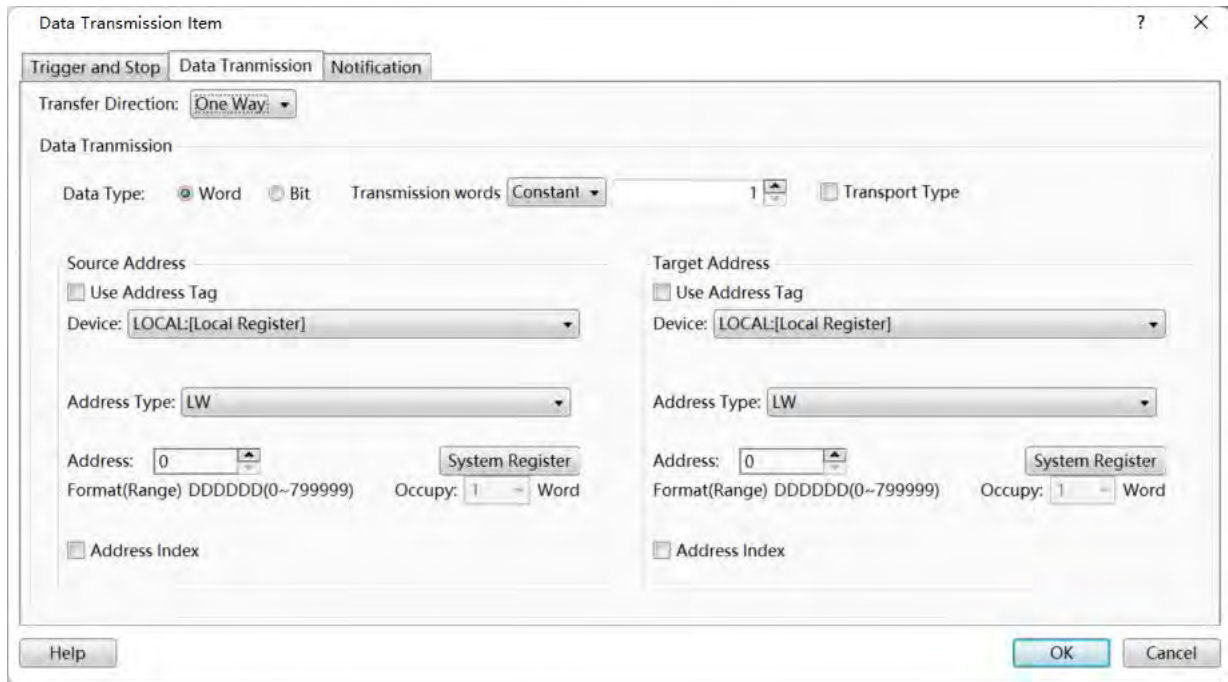 Data Transmission Item ?
Trigger and Stop Data Tranmission Notification
Transfer Direction: One Way
Data Tranmission
Data Type: Word Bit Transmission words Constant 1 Transport Type
Source Address
Use Address Tag
Device: LOCAL:[Local Register]
Address Type: LW
Address: 0 System Register
Format(Range) DDDDDD(0~799999) Occupy: 1 Word
Address Index
Target Address
Use Address Tag
Device: LOCAL:[Local Register]
Address Type: LW
Address: 0 System Register
Format(Range) DDDDDD(0~799999) Occupy: 1 Word
Address Index
Help OK Cancel